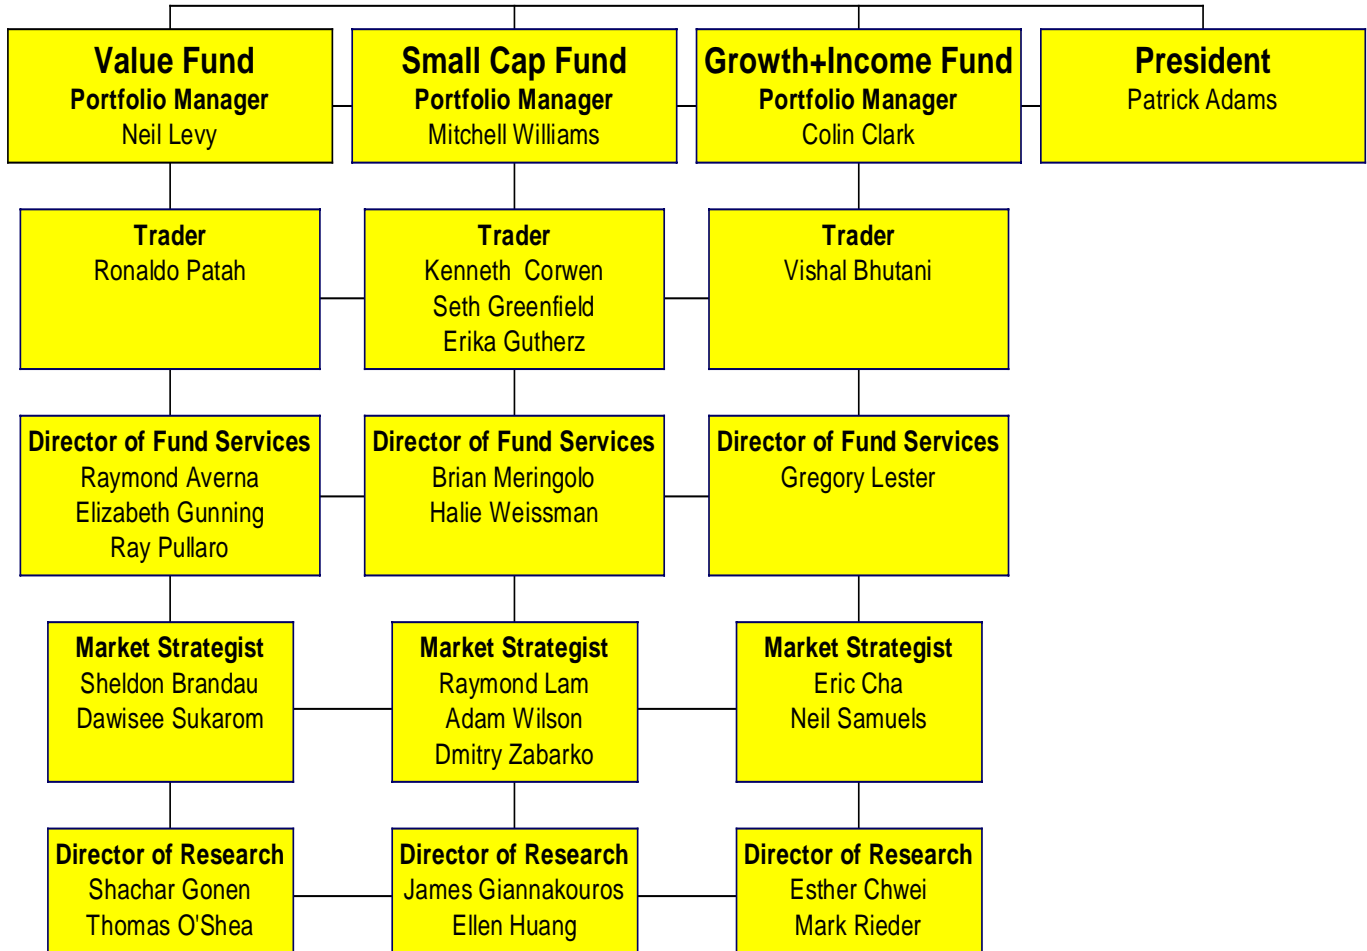 Value Fund
Portfolio Manager
Neil Levy
Small Cap Fund
Portfolio Manager
Mitchell Williams
Growth+Income Fund
Portfolio Manager
Colin Clark
President
Patrick Adams
Trader
Ronaldo Patah
Trader
Kenneth  Corwen
Seth Greenfield
Erika Gutherz
Trader
Vishal Bhutani
Director of Fund Services
Raymond Averna
Elizabeth Gunning
Ray Pullaro
Director of Fund Services
Brian Meringolo
Halie Weissman
Director of Fund Services
Gregory Lester
Market Strategist
Sheldon Brandau
Dawisee Sukarom
Market Strategist
Raymond Lam
Adam Wilson
Dmitry Zabarko
Market Strategist
Eric Cha
Neil Samuels
Director of Research
Shachar Gonen
Thomas O'Shea
Director of Research
James Giannakouros
Ellen Huang
Director of Research
Esther Chwei
Mark Rieder